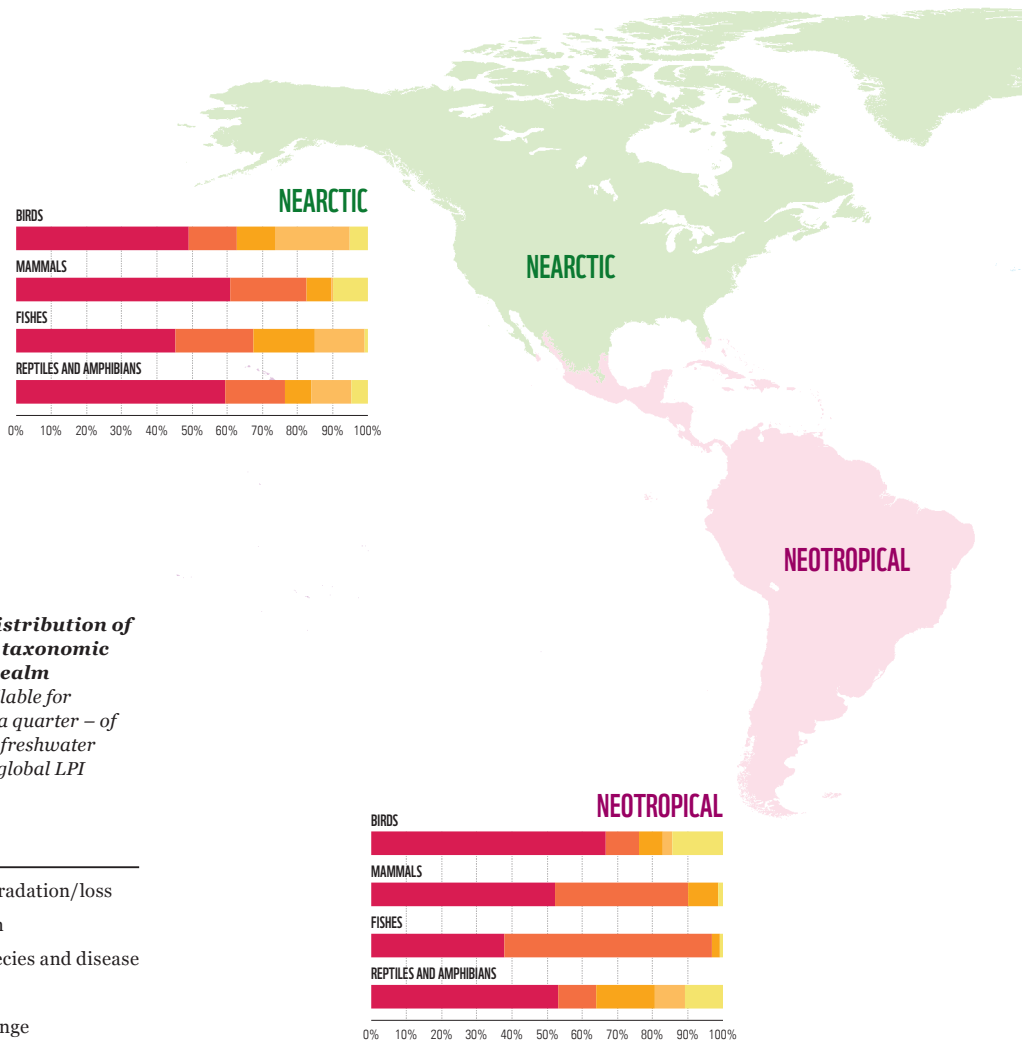 NEARCTIC
BIRDS
MAMMALS
FISHES
REPTILES AND AMPHIBIANS
0% 10% 20% 30% 40% 50% 60% 70% 80% 90% 100%
NEARCTIC
NEOTROPICAL
istribution of
taxonomic
ealm
lable for
a quarter – of
freshwater
global LPI
radation/loss
n
ecies and disease
nge
NEOTROPICAL
BIRDS
MAMMALS
FISHES
REPTILES AND AMPHIBIANS
0% 10% 20% 30% 40% 50% 60% 70% 80% 90% 100%